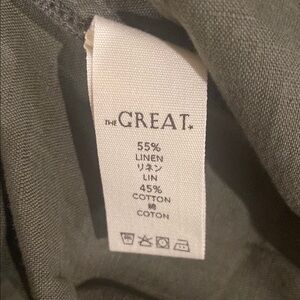 THE GREAT.
55%
LINEN
リネン
LIN
45%
COTTON
綿
COTON